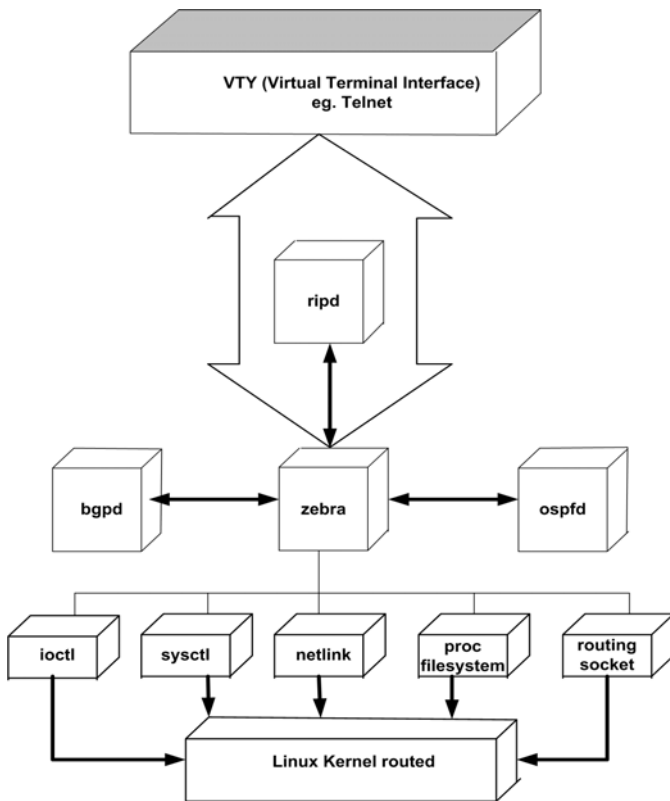 VTY (Virtual Terminal Interface)
eg. Telnet
ripd
bgpd
zebra
ospfd
ioctl
sysctl
netlink
proc
filesystem
routing
socket
Linux Kernel routed